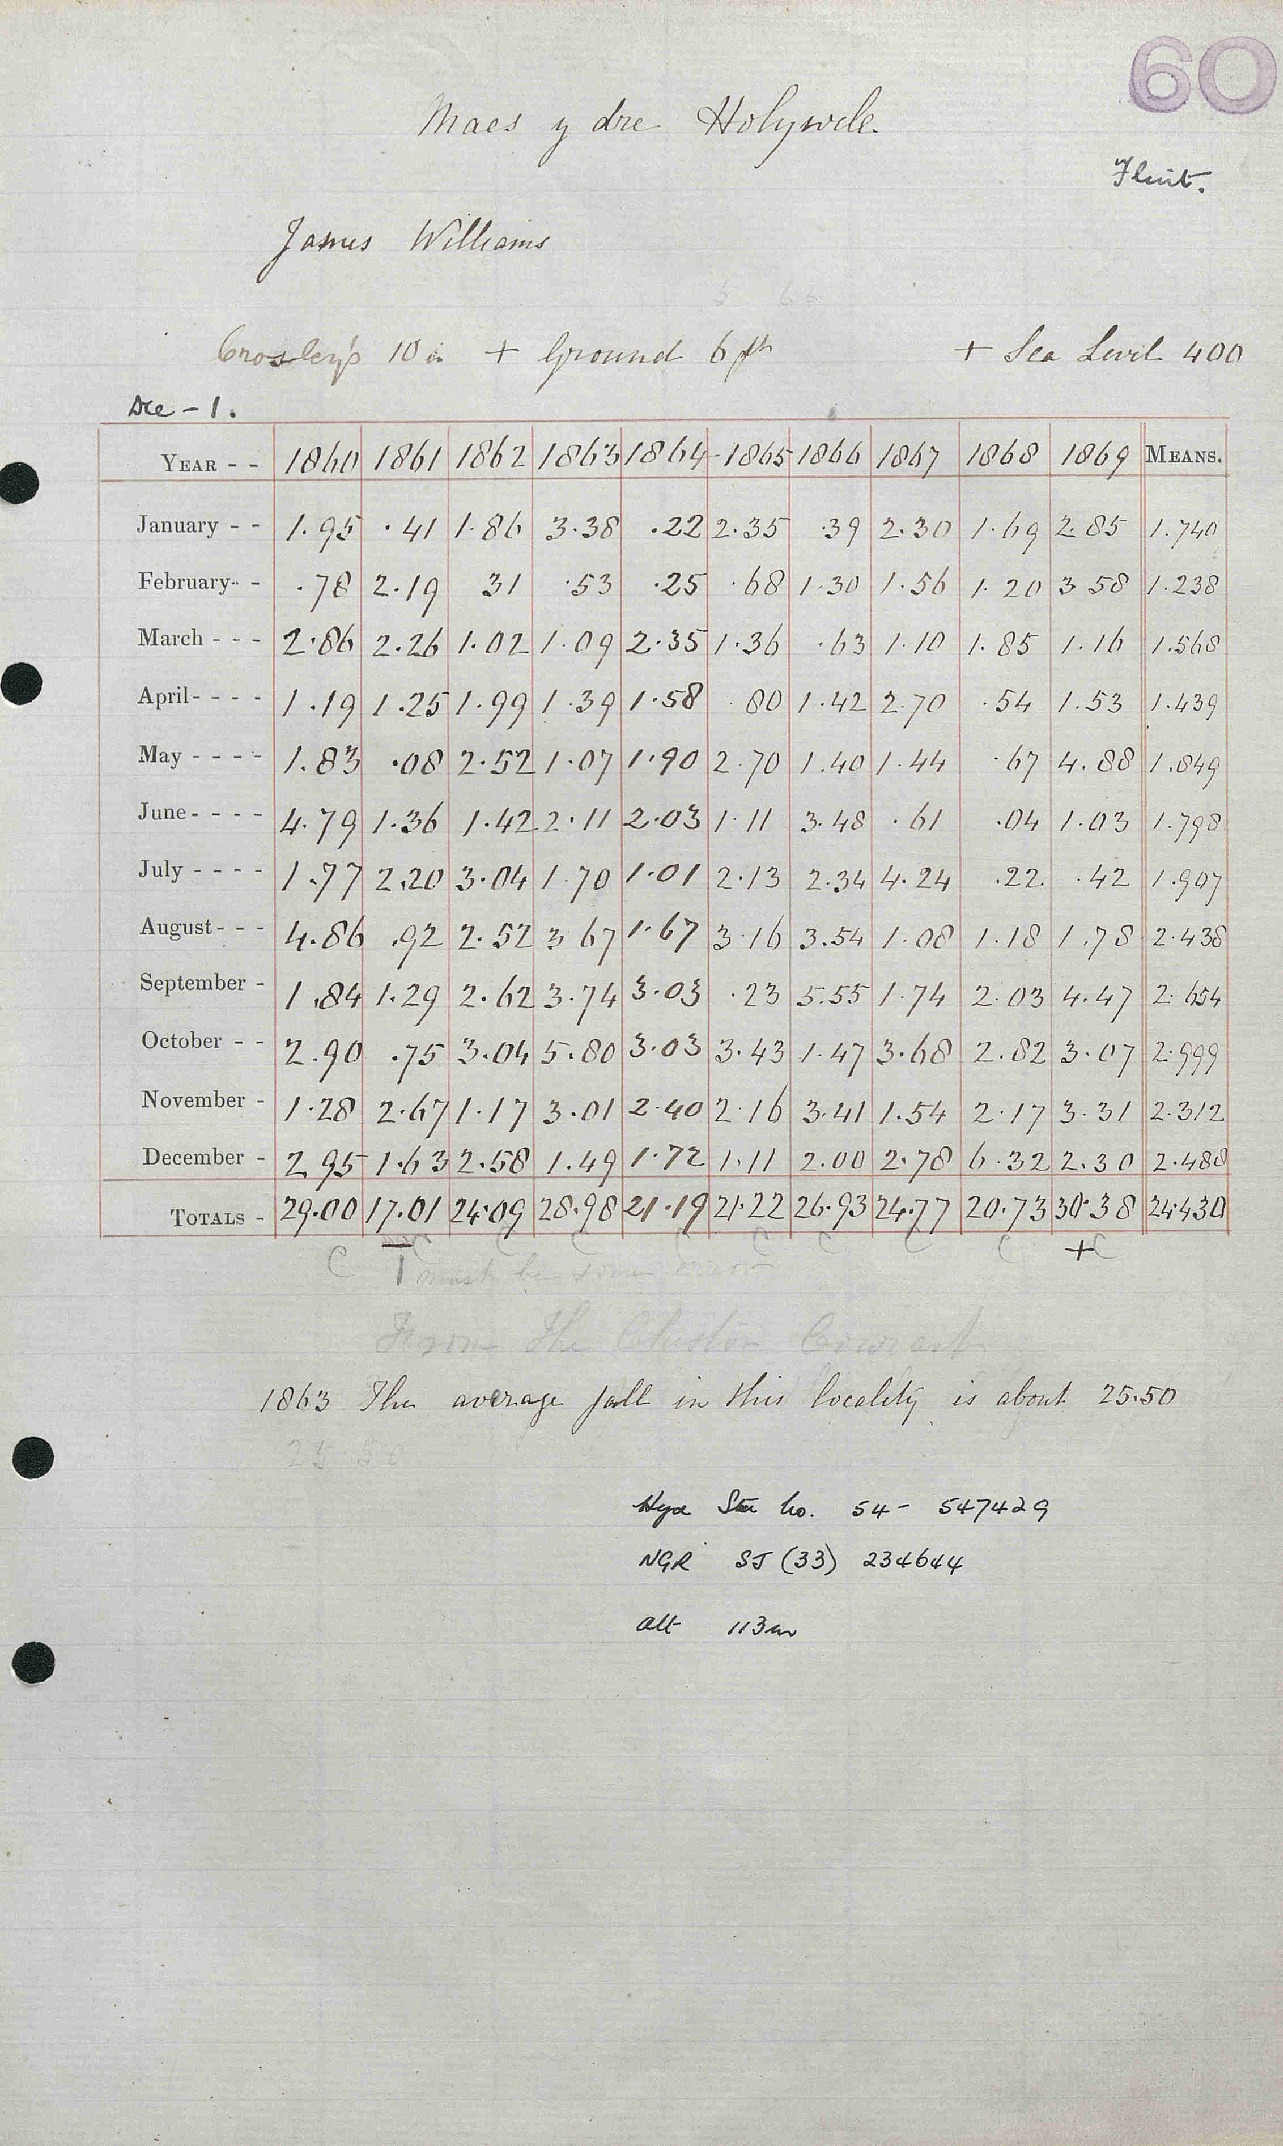 60
Maes y dre Holywell.
Flint.
James Williams
5 66
Crosley's 10 in + Ground 6 ft + Sea Level 400
Dec - 1.
YEAR - - 1860 1861 1862 1863 1864 1865 1866 1867 1868 1869 MEANS.
January - - 1.95 .41 1.86 3.38 .22 2.35 .39 2.30 1.69 2.85 1.740
February - - .78 2.19 31 .53 .25 .68 1.30 1.56 1.20 3 58 1.238
March - - - 2.86 2.26 1.02 1.09 2.35 1.36 .63 1.10 1.85 1.16 1.568
April - - - - 1.19 1.25 1.99 1.39 1.58 80 1.42 2.70 .54 1.53 1.439
May - - - - 1.83 .08 2.52 1.07 1.90 2.70 1.40 1.44 .67 4.88 1.849
June - - - - 4.79 1.36 1.42 2.11 2.03 1.11 3.48 .61 .04 1.03 1.798
July - - - - 1.77 2.20 3.04 1.70 1.01 2.13 2.34 4.24 .22 .42 1.907
August - - - 4.86 .92 2.52 3 67 1.67 3.16 3.54 1.08 1.18 1.78 2.438
September - 1.84 1.29 2.62 3.74 3.03 .23 5.55 1.74 2.03 4.47 2.654
October - - 2.90 .75 3.04 5.80 3.03 3.43 1.47 3.68 2.82 3.07 2.999
November - 1.28 2.67 1.17 3.01 2.40 2.16 3.41 1.54 2.17 3.31 2.312
December - 2.95 1.63 2.58 1.49 1.72 1.11 2.00 2.78 6.32 2.30 2.488
TOTALS - 29.00 17.01 24.09 28.98 21.19 21.22 26.93 24.77 20.73 30.38 24.430
C C C C C C C C C + C
must be some error
From the Chester Courant
1863 The average fall in this locality is about 25.50
25 50
Hyd Stn No. 54 - 547429
NGR SJ (33) 234644
alt 113m